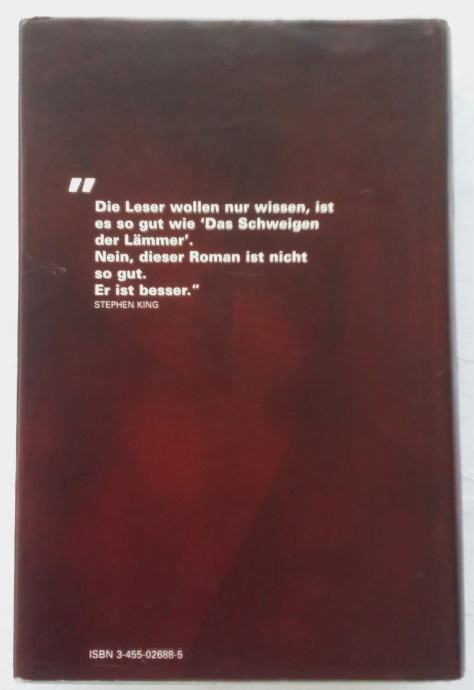 "
Die Leser wollen nur wissen, ist
es so gut wie ‘Das Schweigen
der Lämmer’.
Nein, dieser Roman ist nicht
so gut.
Er ist besser.”
STEPHEN KING
ISBN 3-455-02688-5